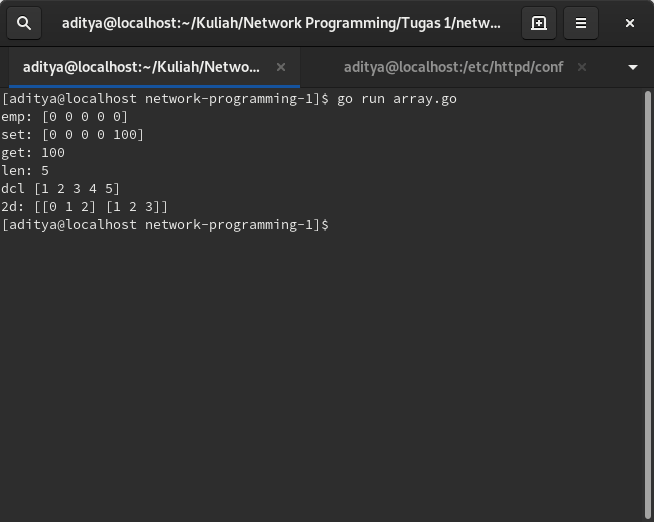 aditya@localhost:~/Kuliah/Network Programming/Tugas 1/netw...
aditya@localhost:~/Kuliah/Netwo...
aditya@localhost:/etc/httpd/conf
[aditya@localhost network-programming-1]$ go run array.go
emp: [0 0 0 0 0]
set: [0 0 0 0 100]
get: 100
len: 5
dcl [1 2 3 4 5]
2d: [[0 1 2] [1 2 3]]
[aditya@localhost network-programming-1]$